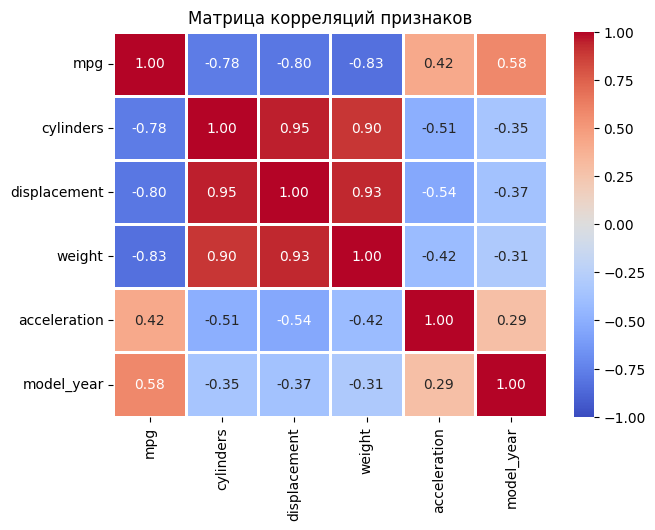 Матрица корреляций признаков
mpg 1.00 -0.78 -0.80 -0.83 0.42 0.58
cylinders -0.78 1.00 0.95 0.90 -0.51 -0.35
displacement -0.80 0.95 1.00 0.93 -0.54 -0.37
weight -0.83 0.90 0.93 1.00 -0.42 -0.31
acceleration 0.42 -0.51 -0.54 -0.42 1.00 0.29
model_year 0.58 -0.35 -0.37 -0.31 0.29 1.00
mpg
cylinders
displacement
weight
acceleration
model_year
1.00
0.75
0.50
0.25
0.00
-0.25
-0.50
-0.75
-1.00